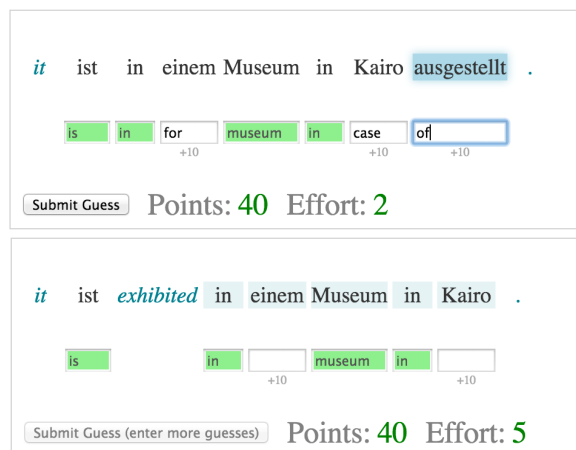 it ist in einem Museum in Kairo ausgestellt .
is in for museum in case of
+10 +10 +10
Submit Guess Points: 40 Effort: 2
it ist exhibited in einem Museum in Kairo .
is in museum in
+10 +10
Submit Guess (enter more guesses) Points: 40 Effort: 5